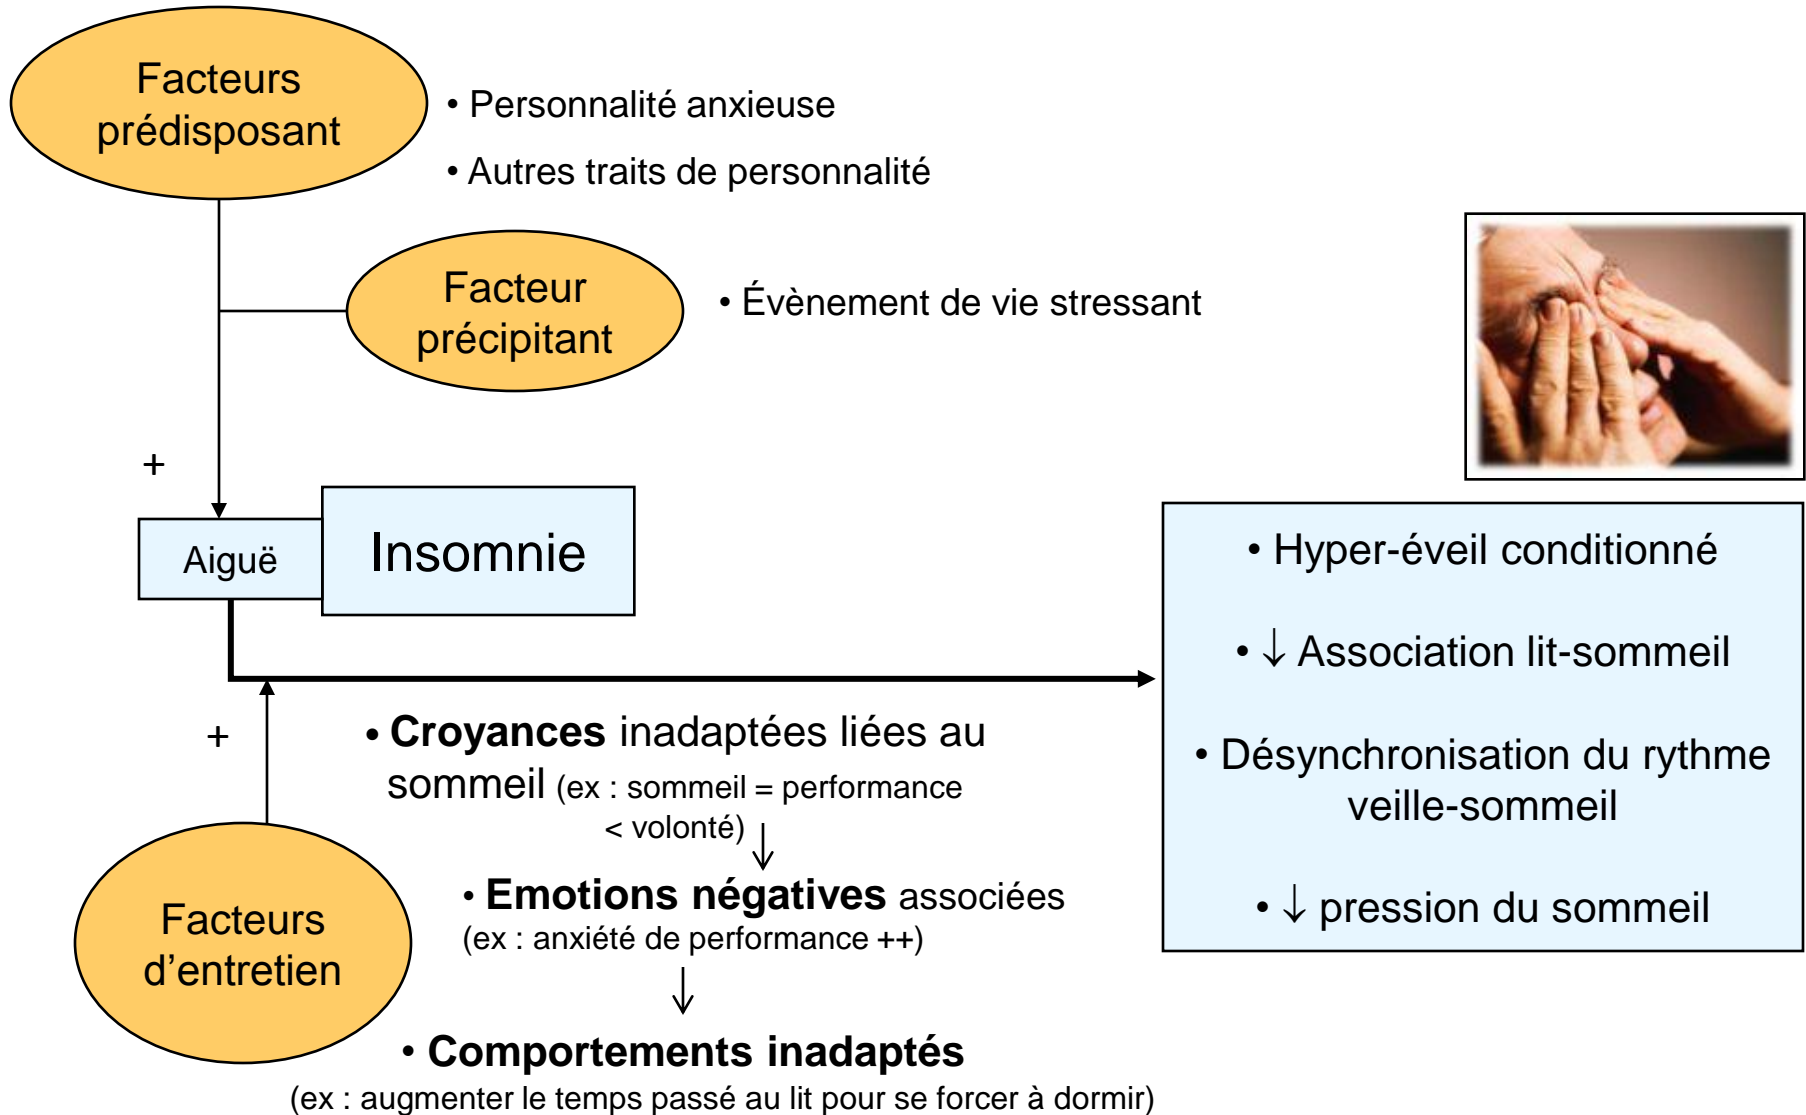 Facteurs
prédisposant
• Personnalité anxieuse
• Autres traits de personnalité
Facteur
précipitant
• Évènement de vie stressant
+
Aiguë
Insomnie
+
• Croyances inadaptées liées au
sommeil (ex : sommeil = performance
< volonté)
↓
• Emotions négatives associées
(ex : anxiété de performance ++)
↓
• Comportements inadaptés
(ex : augmenter le temps passé au lit pour se forcer à dormir)
Facteurs
d’entretien
• Hyper-éveil conditionné
• ↓ Association lit-sommeil
• Désynchronisation du rythme
veille-sommeil
• ↓ pression du sommeil